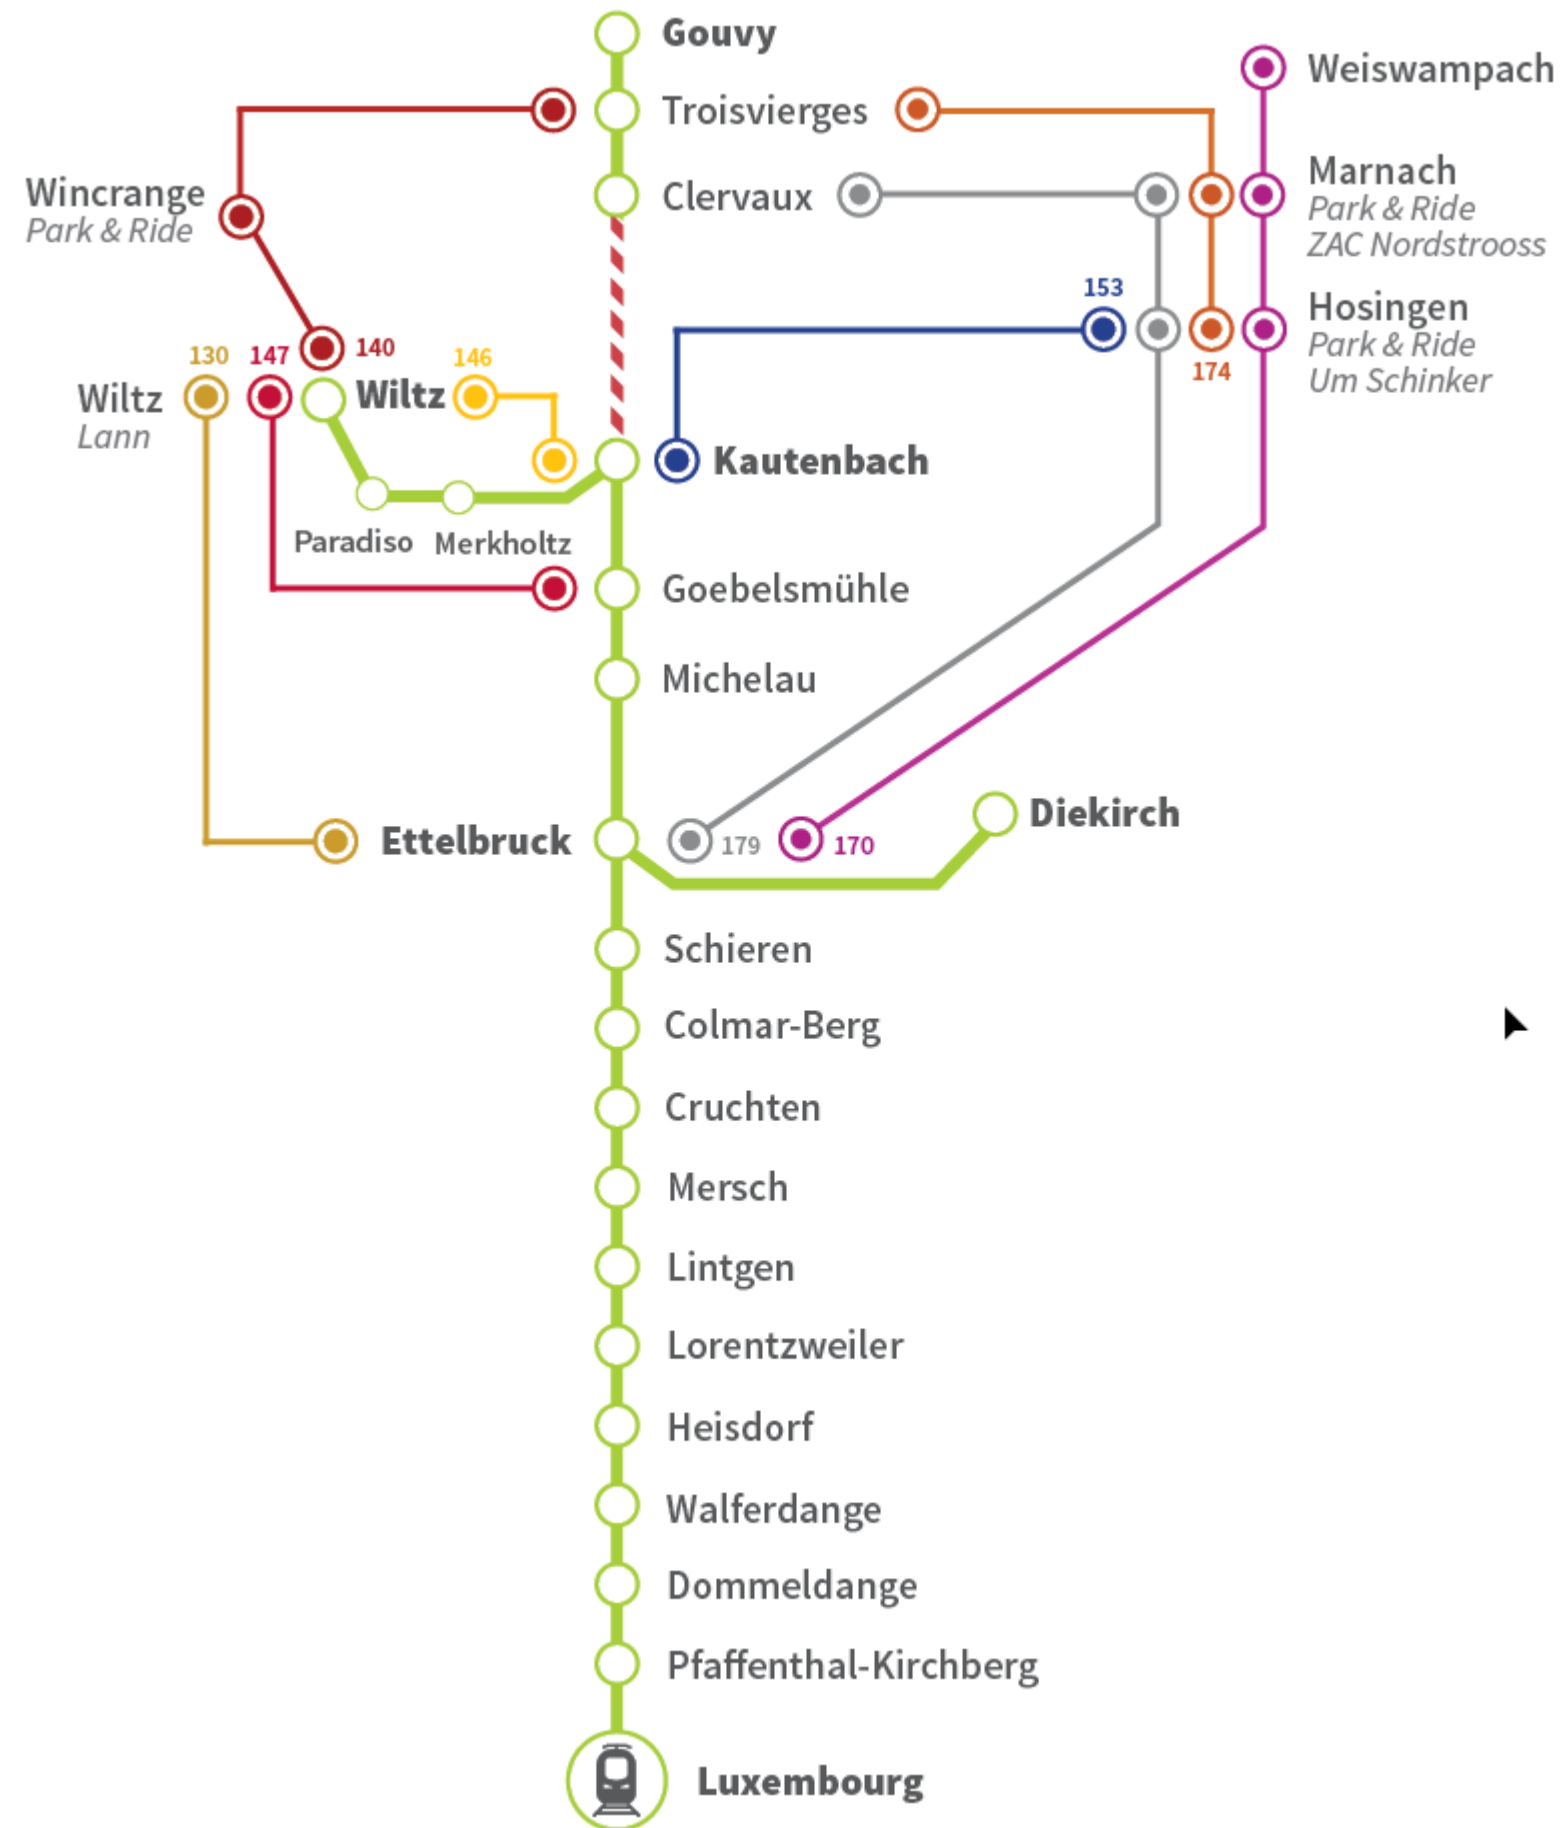 Gouvy
Weiswampach
Troisvierges
Wincrange
Park & Ride
Clervaux
Marnach
Park & Ride
ZAC Nordstrooss
153
Hosingen
Park & Ride
Um Schinker
174
130
147
140
146
Wiltz
Lann
Wiltz
Kautenbach
Paradiso
Merkholtz
Goebelsmühle
Michelau
Ettelbruck
179
170
Diekirch
Schieren
Colmar-Berg
Cruchten
Mersch
Lintgen
Lorentzweiler
Heisdorf
Walferdange
Dommeldange
Pfaffenthal-Kirchberg
Luxembourg